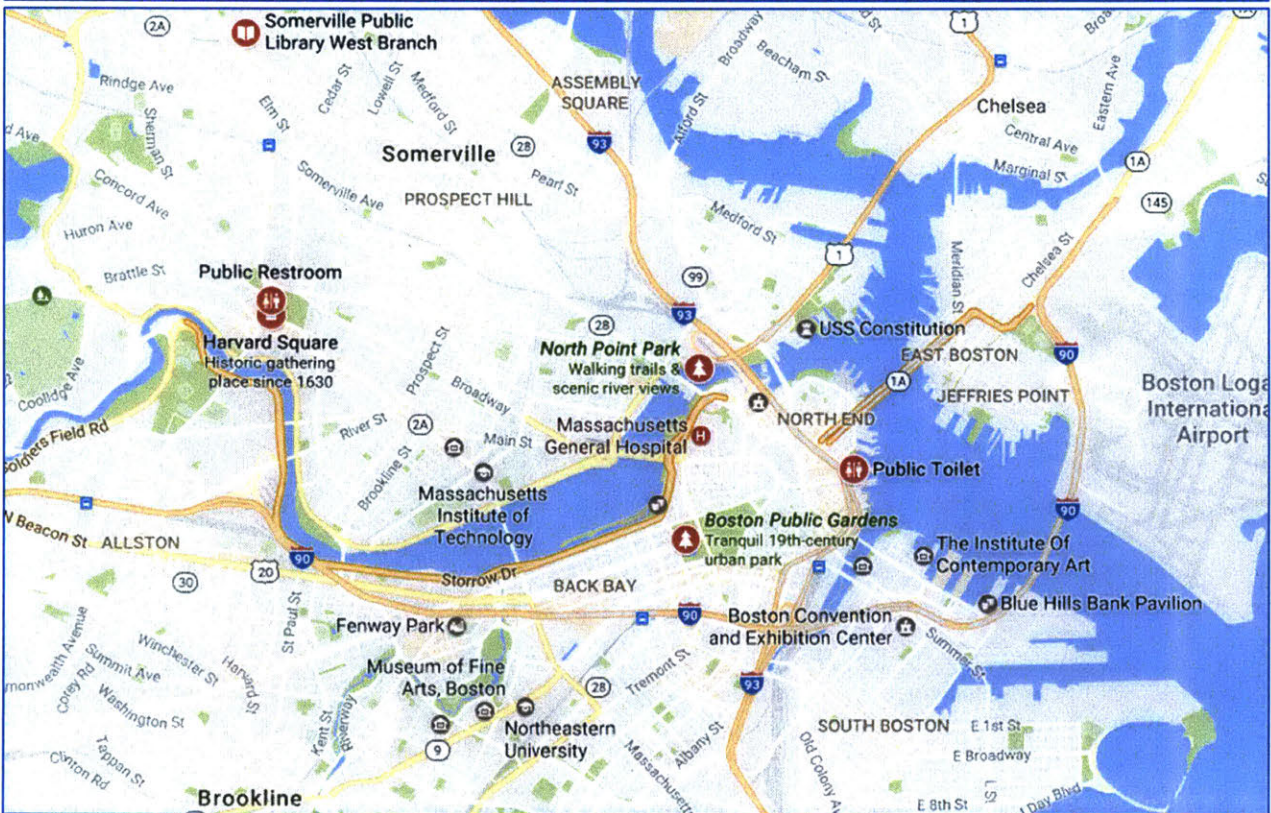 1
2A
Somerville Public
Library West Branch
Broadway
Beacham St
ASSEMBLY
SQUARE
Rindge Ave
Sherman St
Elm St
Cedar St
Lowell St
Medford St
Alford St
Chelsea
Eastern Ave
Central Ave
Marginal St
1A
d Ave
Somerville
28
93
Pearl St
Somerville Ave
PROSPECT HILL
Concord Ave
Huron Ave
Brattle St
145
Medford St
1
Meridian St
Chelsea St
Public Restroom
99
93
Harvard Square
Historic gathering
place since 1630
28
North Point Park
Walking trails &
scenic river views
USS Constitution
EAST BOSTON
90
1A
JEFFRIES POINT
Boston Loga
Internationa
Airport
Coolidge Ave
Prospect St
Broadway
River St
2A
Main St
Brookline St
Massachusetts
General Hospital
H
NORTH END
Soldiers Field Rd
Public Toilet
Massachusetts
Institute of
Technology
90
N Beacon St
ALLSTON
Boston Public Gardens
Tranquil 19th-century
urban park
The Institute Of
Contemporary Art
90
20
30
Storrow Dr
BACK BAY
90
Blue Hills Bank Pavilion
Boston Convention
and Exhibition Center
Summer St
St Paul St
Fenway Park
monwealth Avenue
Corey Rd
Summit Ave
Winchester St
Harvard St
Washington St
Museum of Fine
Arts, Boston
28
Tremont St
93
Kent St
Riverway
Northeastern
University
9
Albany St
Massachusett
SOUTH BOSTON
E 1st St
E Broadway
Old Colony Av
L St
Tappan St
Clinton Rd
Brookline
E 8th St
Day Blvd